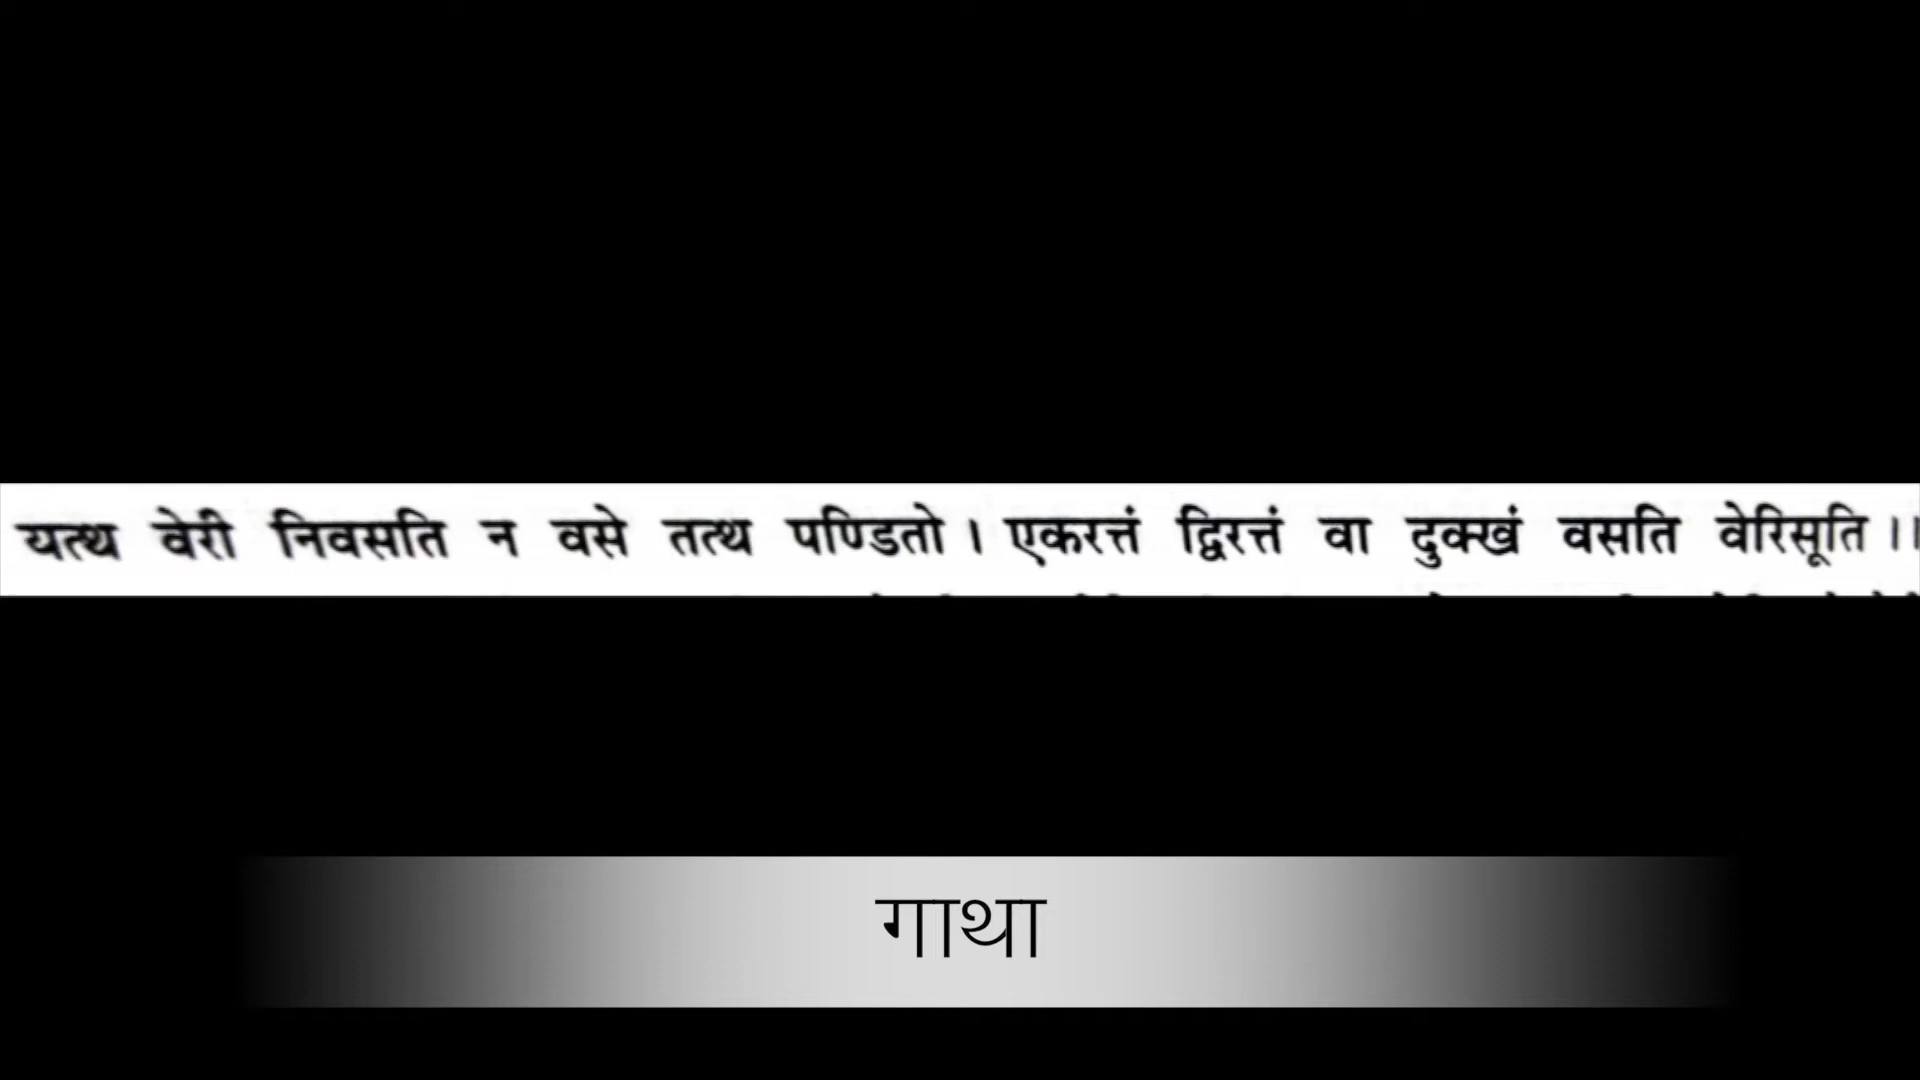 यत्थ वेरी निवसति न वसे तत्थ पण्डितो । एकरत्तं द्विरत्तं वा दुक्खं वसति वेरिसूति ।।
गाथा